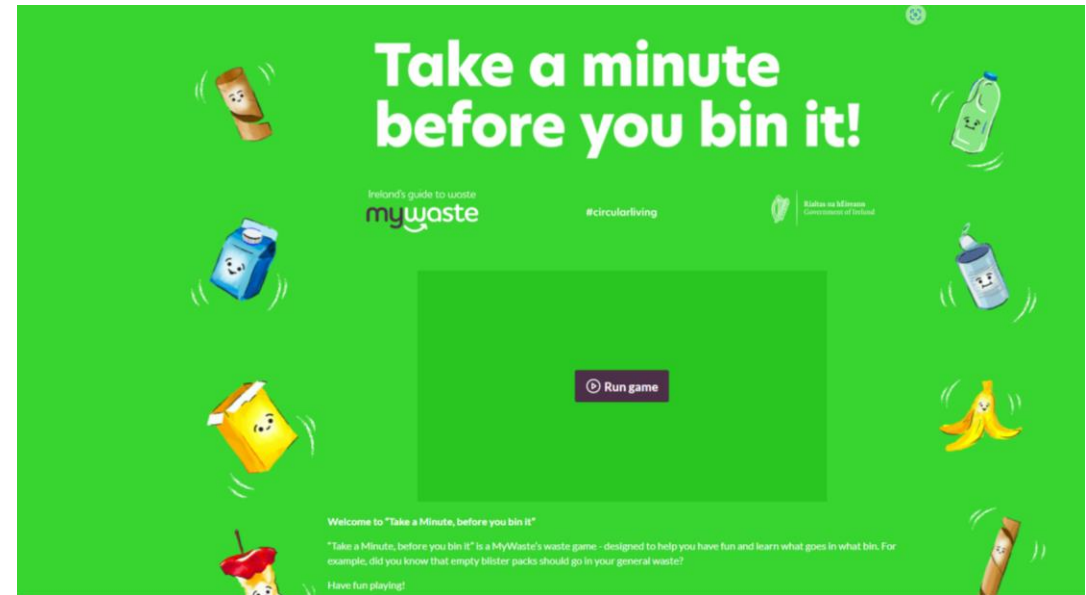 Take a minute
before you bin it!
Ireland's guide to waste
mywaste
#circularliving
Rialtas na hÉireann
Government of Ireland
Run game
Welcome to "Take a Minute, before you bin it"
"Take a Minute, before you bin it" is a MyWaste's waste game - designed to help you have fun and learn what goes in what bin. For
example, did you know that empty blister packs should go in your general waste?
Have fun playing!